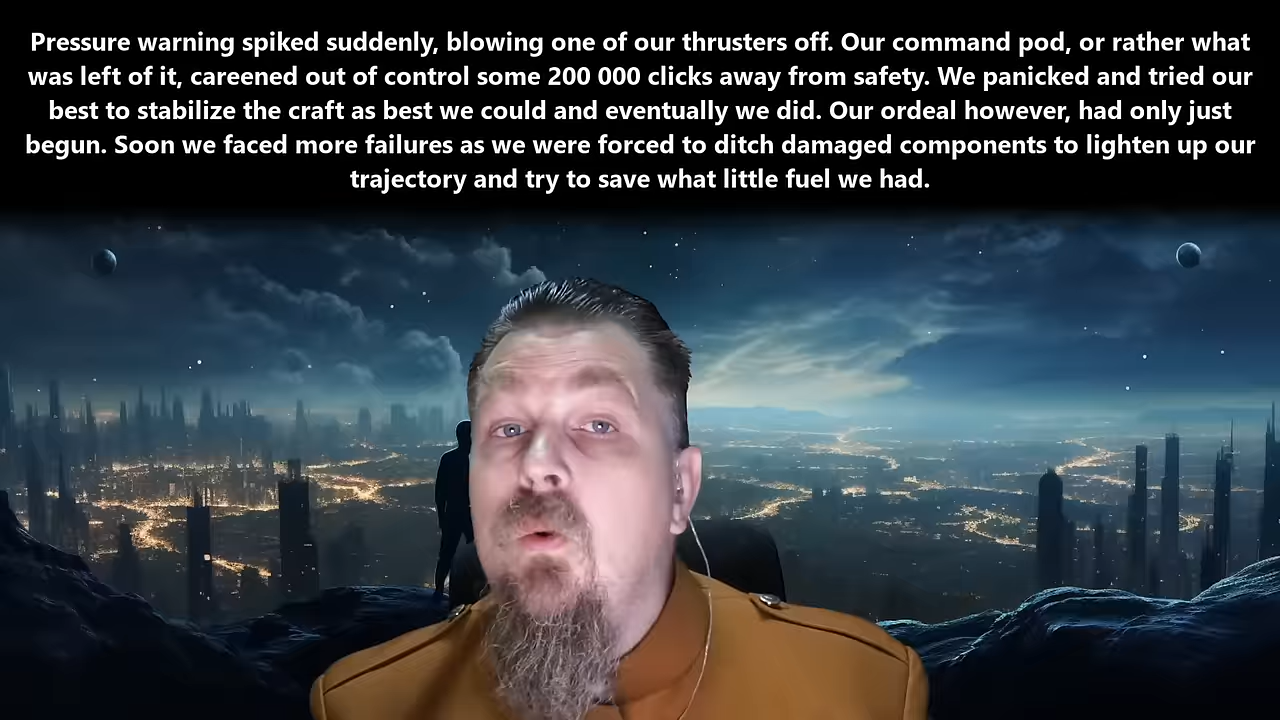 Pressure warning spiked suddenly, blowing one of our thrusters off. Our command pod, or rather what
was left of it, careened out of control some 200 000 clicks away from safety. We panicked and tried our
best to stabilize the craft as best we could and eventually we did. Our ordeal however, had only just
begun. Soon we faced more failures as we were forced to ditch damaged components to lighten up our
trajectory and try to save what little fuel we had.